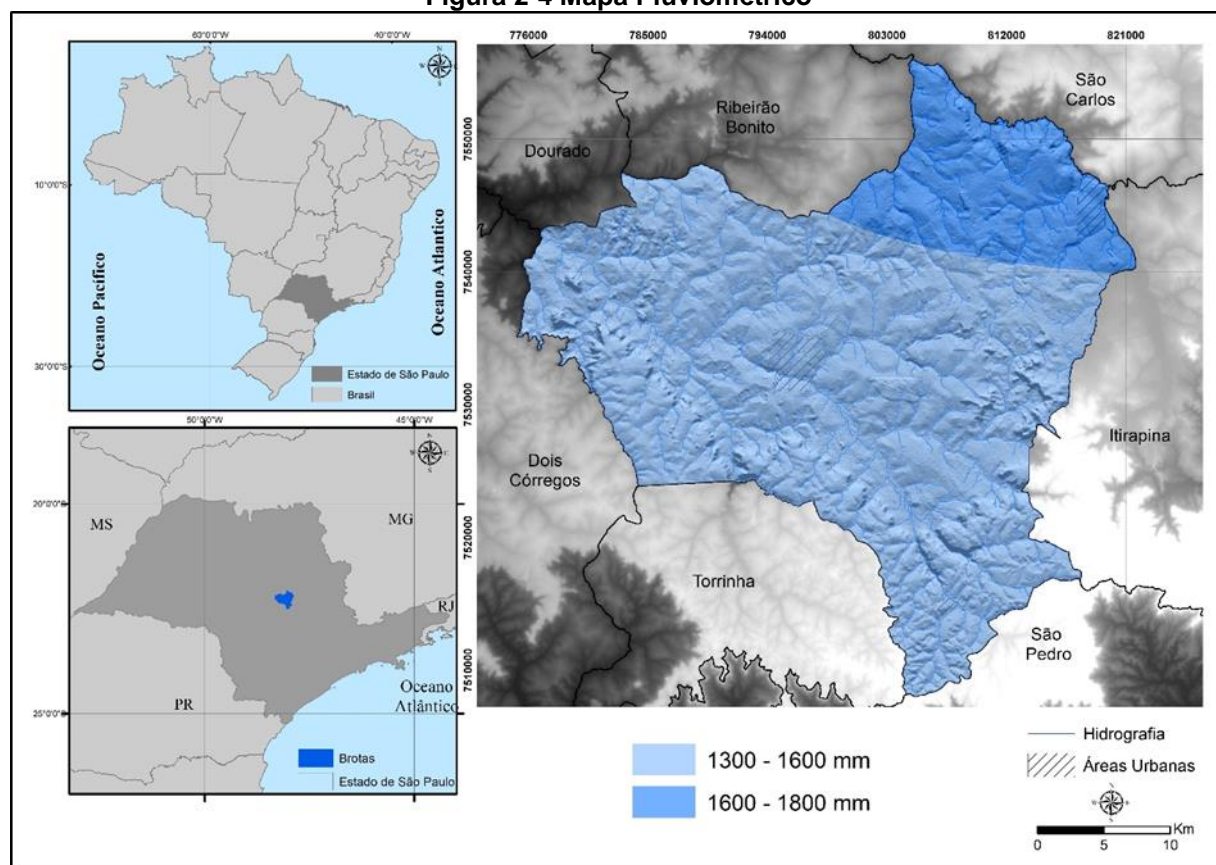 Figura 2-4 Mapa Pluviométrico
60°0'0"W
40°0'0"W
N
10°0'0"S
30°0'0"S
Oceano Pacífico
Oceano Atlantico
Estado de São Paulo
Brasil
50°0'0"W
45°0'0"W
N
20°0'0"S
25°0'0"S
MS
MG
RJ
PR
Oceano
Atlântico
Brotas
Estado de São Paulo
776000
785000
794000
803000
812000
821000
7550000
7540000
7530000
7520000
7510000
São
Carlos
Ribeirão
Bonito
Dourado
Itirapina
Dois
Córregos
Torrinha
São
Pedro
1300 - 1600 mm
1600 - 1800 mm
Hidrografia
Áreas Urbanas
Km
0
5
10